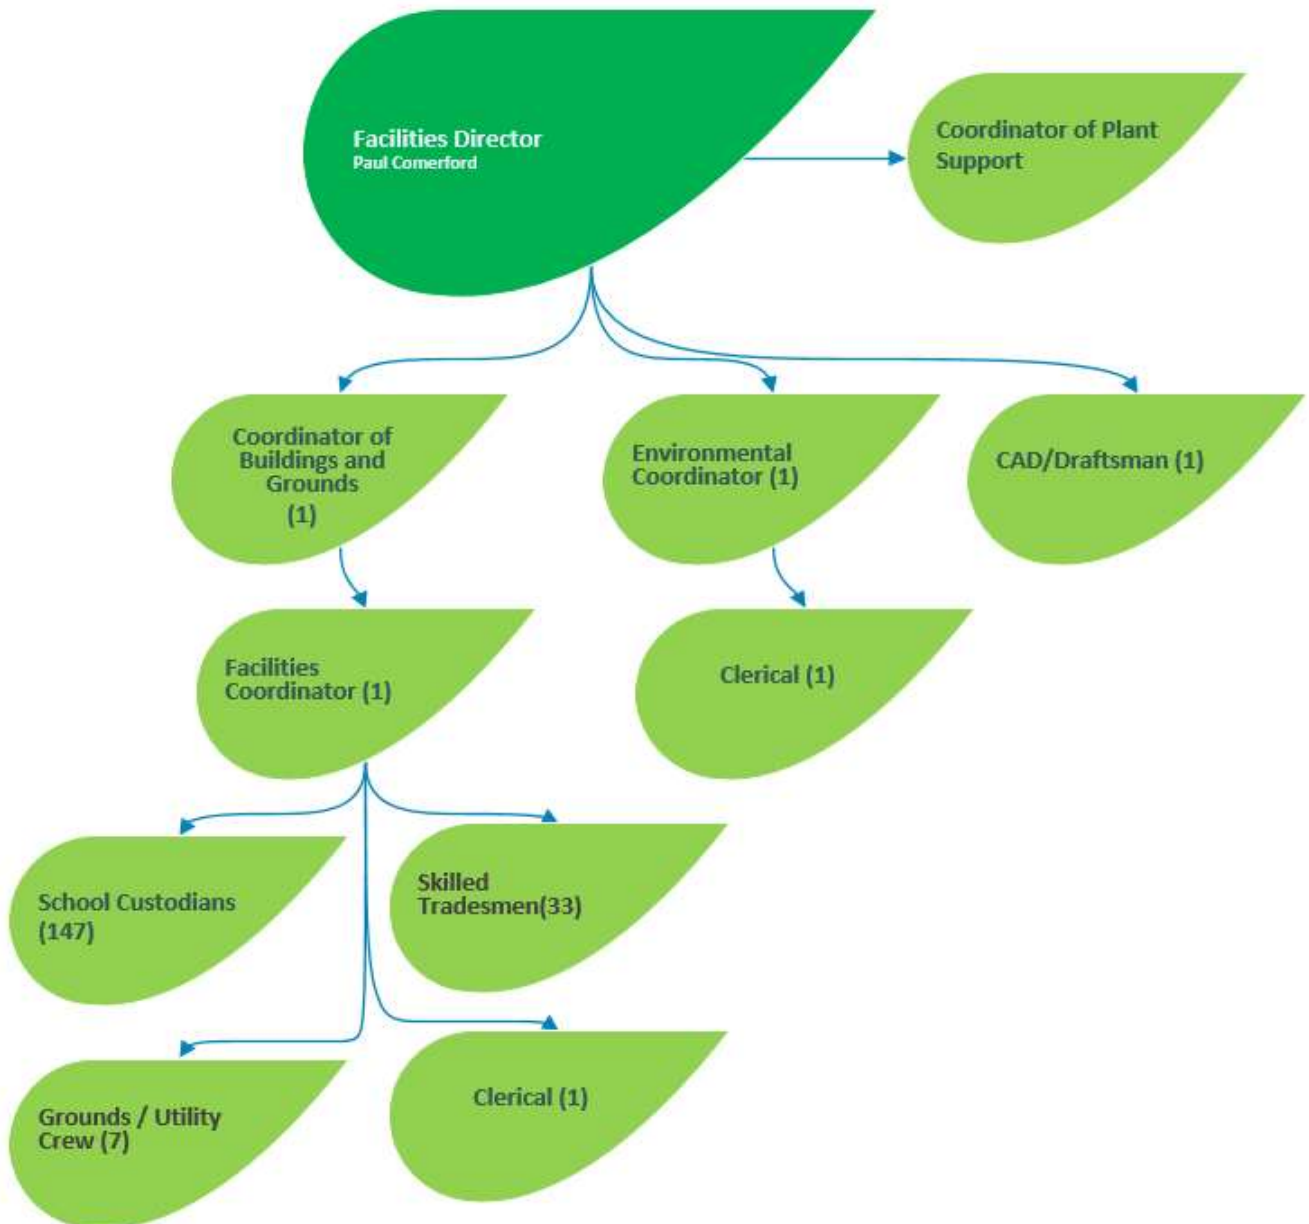 Facilities Director
Paul Comerford
Coordinator of Plant
Support
Coordinator of
Buildings and
Grounds
(1)
Environmental
Coordinator (1)
CAD/Draftsman (1)
Facilities
Coordinator (1)
Clerical (1)
School Custodians
(147)
Skilled
Tradesmen(33)
Grounds / Utility
Crew (7)
Clerical (1)